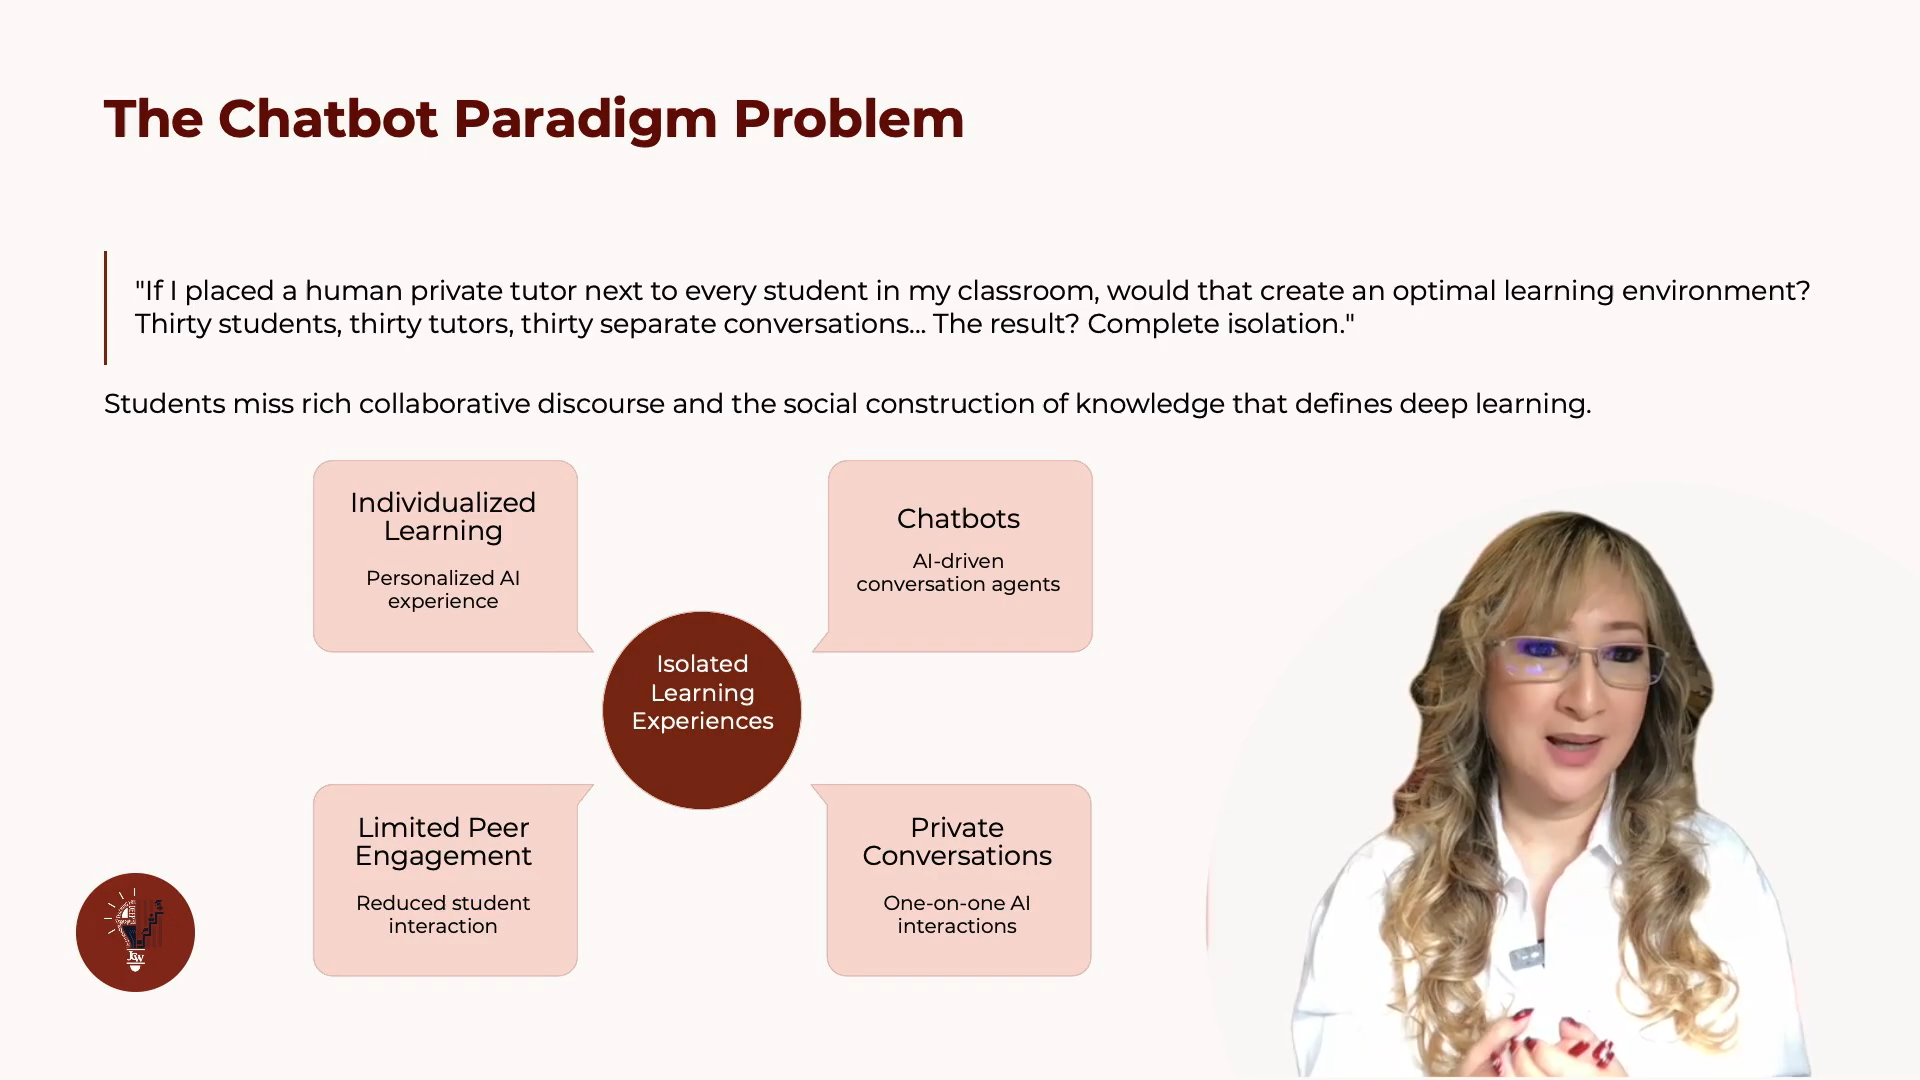 The Chatbot Paradigm Problem
"If I placed a human private tutor next to every student in my classroom, would that create an optimal learning environment?
Thirty students, thirty tutors, thirty separate conversations... The result? Complete isolation."
Students miss rich collaborative discourse and the social construction of knowledge that defines deep learning.
Individualized
Learning
Personalized AI
experience
Chatbots
AI-driven
conversation agents
Isolated
Learning
Experiences
Limited Peer
Engagement
Reduced student
interaction
Private
Conversations
One-on-one AI
interactions